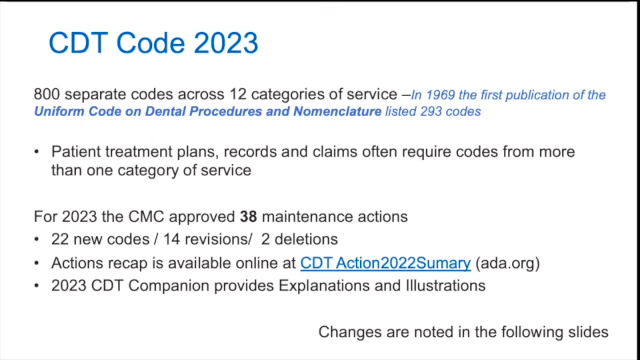 CDT Code 2023
800 separate codes across 12 categories of service –In 1969 the first publication of the
Uniform Code on Dental Procedures and Nomenclature listed 293 codes
• Patient treatment plans, records and claims often require codes from more
than one category of service
For 2023 the CMC approved 38 maintenance actions
• 22 new codes / 14 revisions/ 2 deletions
• Actions recap is available online at CDT Action2022Sumary (ada.org)
• 2023 CDT Companion provides Explanations and Illustrations
Changes are noted in the following slides